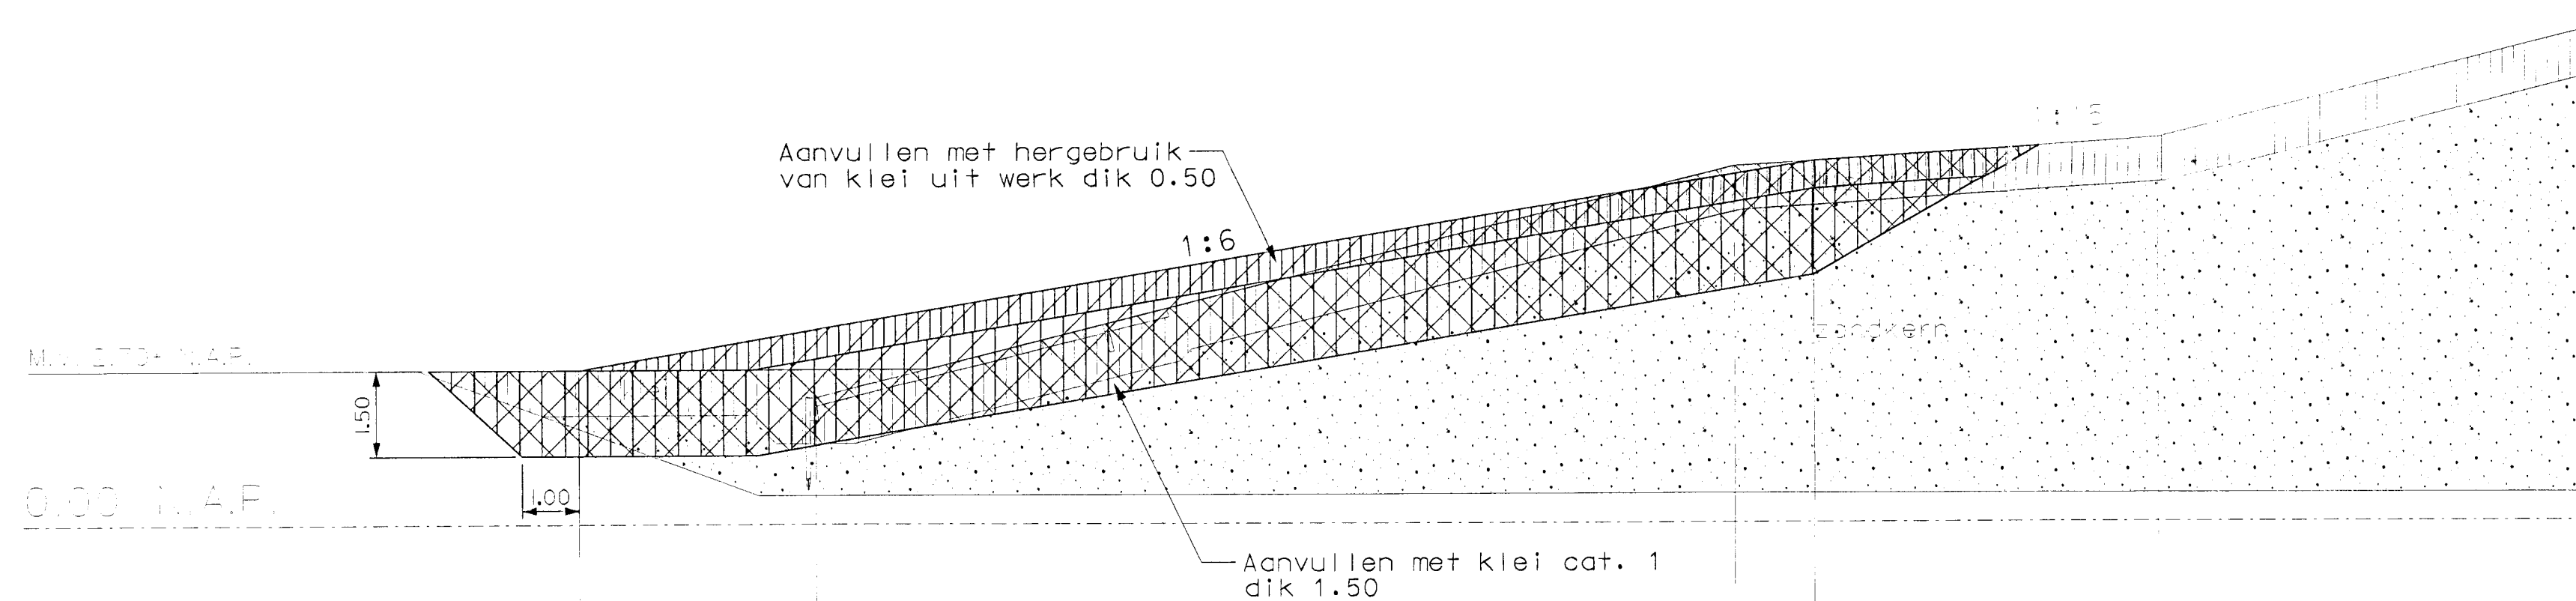 Aanvullen met hergebruik
van klei uit werk dik 0.50
1:6
zandkern
1.50
0.00 N.A.P.
1.00
Aanvullen met klei cat. 1
dik 1.50